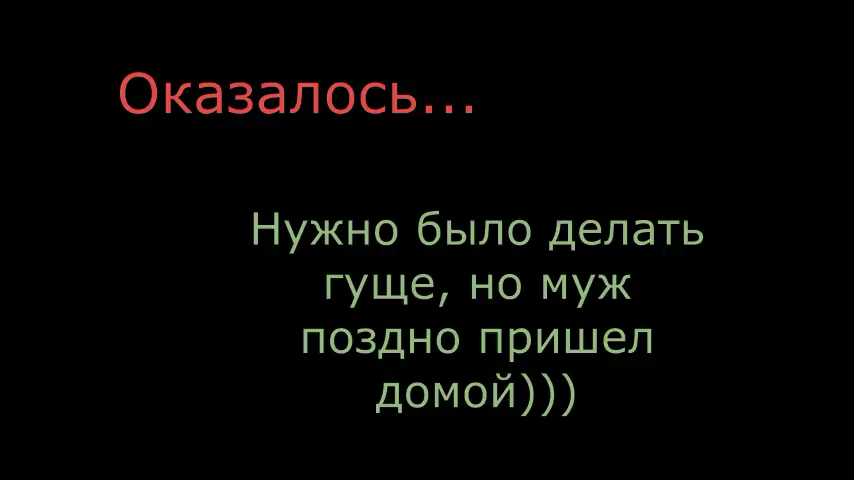 Оказалось...
Нужно было делать
гуще, но муж
поздно пришел
домой)))